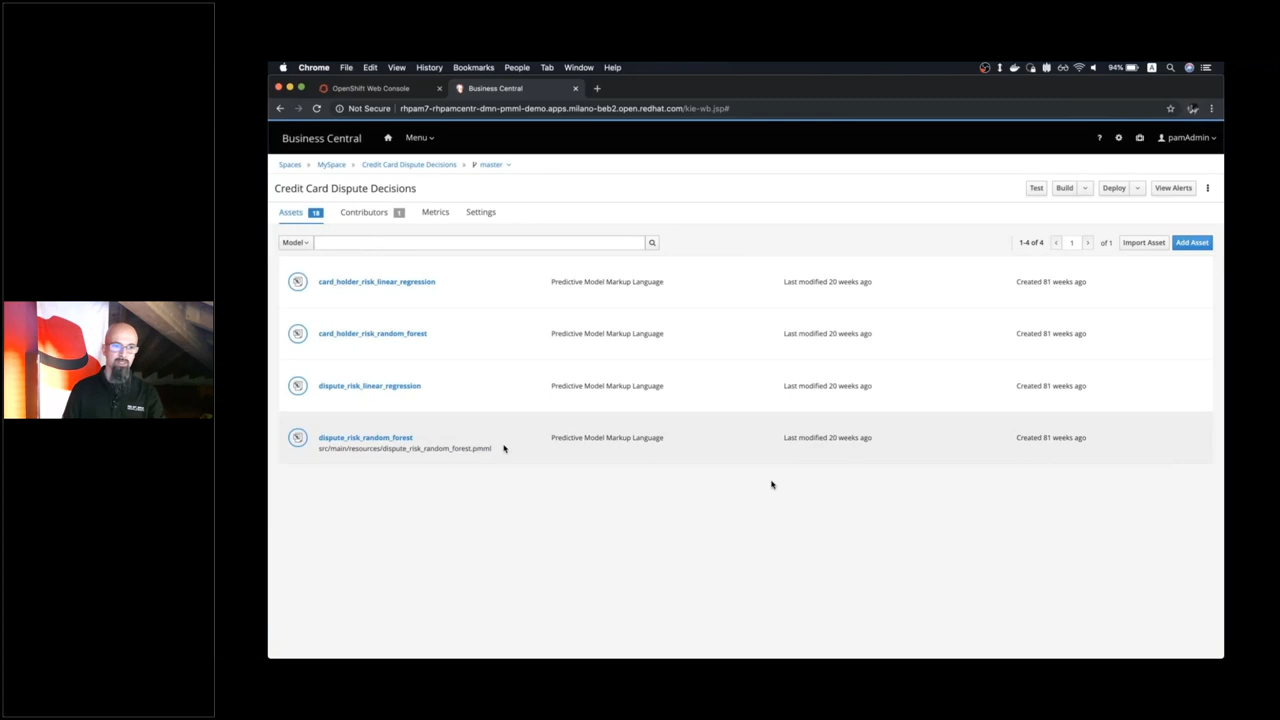 Chrome File Edit View History Bookmarks People Tab Window Help 94%
OpenShift Web Console Business Central
Not Secure rhpam7-rhpamcentr-dmn-pmml-demo.apps.milano-beb2.open.redhat.com/kie-wb.jsp#
Business Central Menu ? pamAdmin
Spaces » MySpace » Credit Card Dispute Decisions » master
Credit Card Dispute Decisions Test Build Deploy View Alerts
Assets 18 Contributors 1 Metrics Settings
Model 1-4 of 4 < 1 > of 1 Import Asset Add Asset
card_holder_risk_linear_regression Predictive Model Markup Language Last modified 20 weeks ago Created 81 weeks ago
card_holder_risk_random_forest Predictive Model Markup Language Last modified 20 weeks ago Created 81 weeks ago
dispute_risk_linear_regression Predictive Model Markup Language Last modified 20 weeks ago Created 81 weeks ago
dispute_risk_random_forest Predictive Model Markup Language Last modified 20 weeks ago Created 81 weeks ago
src/main/resources/dispute_risk_random_forest.pmml